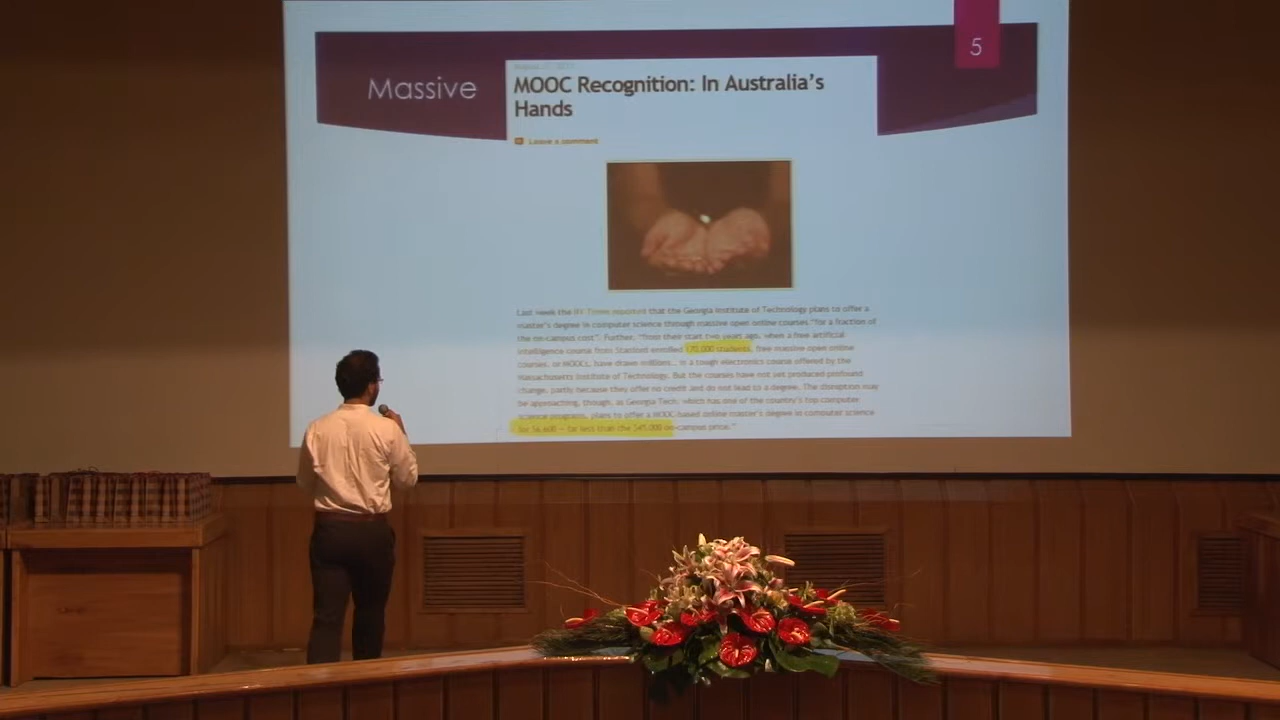 5
Massive
MOOC Recognition: In Australia's
Hands
Leave a comment
Last week the NY Times reported that the Georgia Institute of Technology plans to offer a
master's degree in computer science through massive open online courses "for a fraction of
the on-campus cost". Further, "from their start two years ago, when a free artificial
intelligence course from Stanford enrolled 170,000 students, free massive open online
courses, or MOOCs, have drawn millions.. in a tough electronics course offered by the
Massachusetts Institute of Technology. But the courses have not yet produced profound
change, partly because they offer no credit and do not lead to a degree. The disruption may
be approaching, though, as Georgia Tech, which has one of the country's top computer
science programs, plans to offer a MOOC-based online master's degree in computer science
for $6,600 — far less than the $45,000 on-campus price."